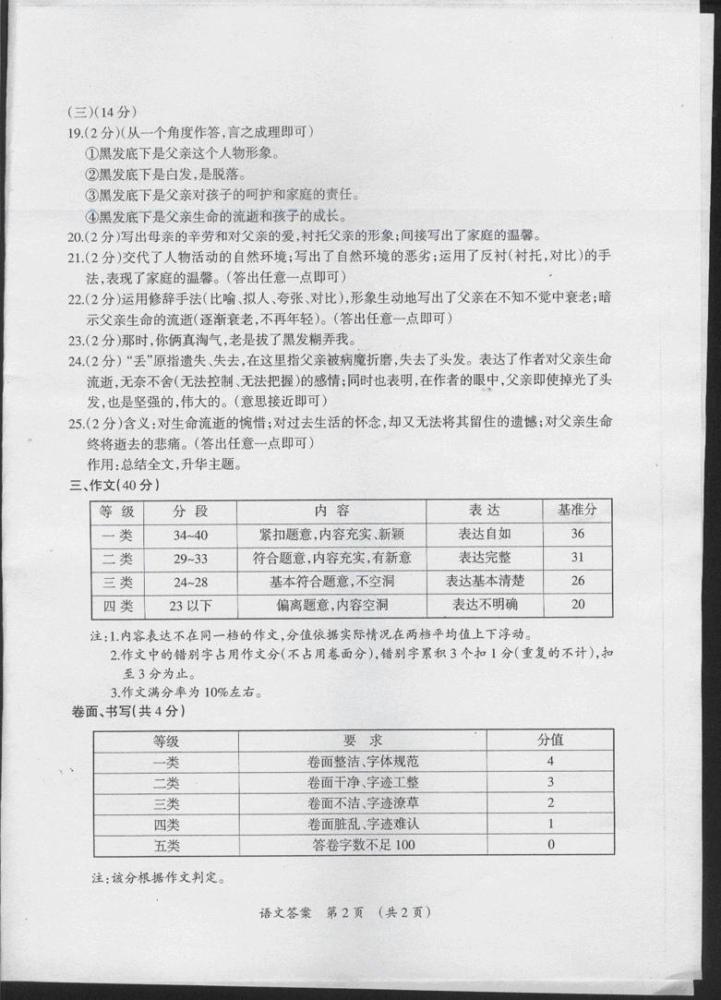 (三)(14分)
19.(2分)(从一个角度作答,言之成理即可)
①黑发底下是父亲这个人物形象。
②黑发底下是白发,是脱落。
③黑发底下是父亲对孩子的呵护和家庭的责任。
④黑发底下是父亲生命的流逝和孩子的成长。
20.(2分)写出母亲的辛劳和对父亲的爱,衬托父亲的形象;间接写出了家庭的温馨。
21.(2分)交代了人物活动的自然环境;写出了自然环境的恶劣;运用了反衬(衬托,对比)的手
法,表现了家庭的温馨。(答出任意一点即可)
22.(2分)运用修辞手法(比喻、拟人、夸张、对比),形象生动地写出了父亲在不知不觉中衰老;暗
示父亲生命的流逝(逐渐衰老,不再年轻)。(答出任意一点即可)
23.(2分)那时,你俩真淘气,老是拔了黑发糊弄我。
24.(2分)“丢”原指遗失、失去,在这里指父亲被病魔折磨,失去了头发。表达了作者对父亲生命
流逝,无奈不舍(无法控制、无法把握)的感情;同时也表明,在作者的眼中,父亲即使掉光了头
发,也是坚强的,伟大的。(意思接近即可)
25.(2分)含义:对生命流逝的惋惜;对过去生活的怀念,却又无法将其留住的遗憾;对父亲生命
终将逝去的悲痛。(答出任意一点即可)
作用:总结全文,升华主题。
三、作文(40分)
等级 分段 内容 表达 基准分
一类 34~40 紧扣题意,内容充实、新颖 表达自如 36
二类 29~33 符合题意,内容充实,有新意 表达完整 31
三类 24~28 基本符合题意,不空洞 表达基本清楚 26
四类 23以下 偏离题意,内容空洞 表达不明确 20
注:1.内容表达不在同一档的作文,分值依据实际情况在两档平均值上下浮动。
2.作文中的错别字占用作文分(不占用卷面分),错别字累积3个扣1分(重复的不计),扣
至3分为止。
3.作文满分率为10%左右。
卷面、书写(共4分)
等级 要求 分值
一类 卷面整洁、字体规范 4
二类 卷面干净、字迹工整 3
三类 卷面不洁、字迹潦草 2
四类 卷面脏乱、字迹难认 1
五类 答卷字数不足100 0
注:该分根据作文判定。
语文答案 第2页 (共2页)